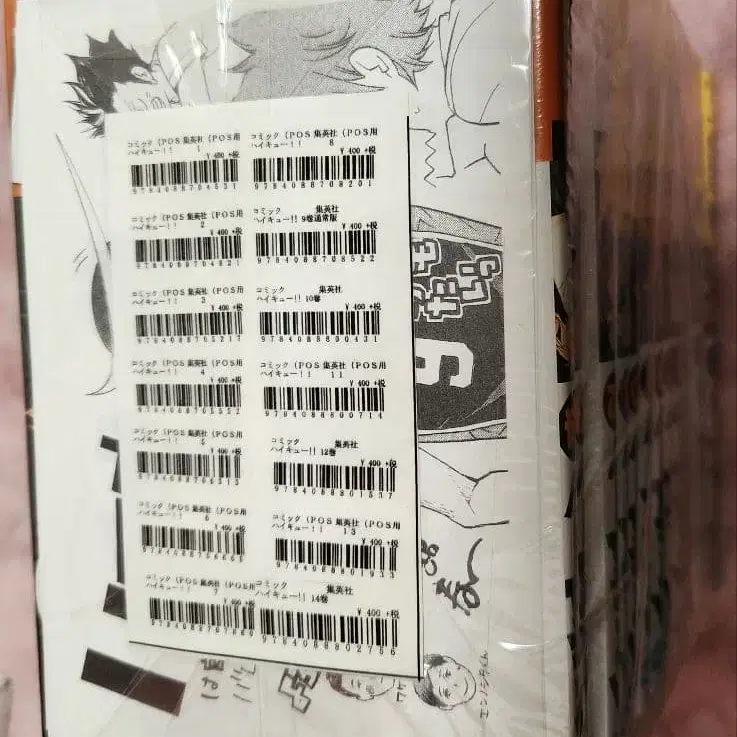 コミック (POS 集英社 (POS用
ハイキュー!! 1
¥ 400 +税
9784088704531
コミック (POS 集英社 (POS用
ハイキュー!! 2
¥ 400 +税
9784088704821
コミック (POS 集英社 (POS用
ハイキュー!! 3
¥ 400 +税
9784088705217
コミック (POS 集英社 (POS用
ハイキュー!! 4
¥ 400 +税
9784088705552
コミック (POS 集英社 (POS用
ハイキュー!! 5
¥ 400 +税
コミック (POS 集英社 (POS用
ハイキュー!! 6
¥ 400 +税
9784088706665
コミック (POS 集英社 (POS用
ハイキュー!! 7
¥ 400 +税
コミック (POS 集英社 (POS用
ハイキュー!! 8
¥ 400 +税
9784088708201
コミック 集英社
ハイキュー!! 9巻通常版
¥ 400 +税
9784088708522
コミック 集英社
ハイキュー!! 10巻
¥ 400 +税
9784088800431
コミック (POS 集英社 (POS用
ハイキュー!! 11
¥ 400 +税
9784088800714
コミック 集英社
ハイキュー!! 12巻
¥ 400 +税
9784088801537
コミック (POS 集英社 (POS用
ハイキュー!! 13
¥ 400 +税
9784088801933
コミック 集英社
ハイキュー!! 14巻
¥ 400 +税
9784088802756